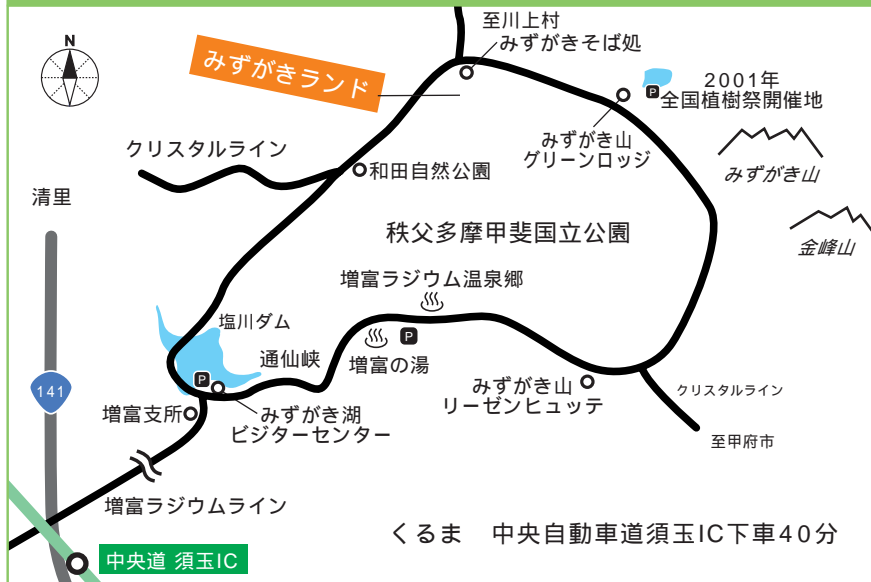 N
至川上村
みずがきそば処
みずがきランド
2001年
全国植樹祭開催地
P
みずがき山
グリーンロッジ
クリスタルライン
和田自然公園
みずがき山
清里
秩父多摩甲斐国立公園
金峰山
増富ラジウム温泉郷
塩川ダム
P
通仙峡
増富の湯
P
141
みずがき山
リーゼンヒュッテ
クリスタルライン
増富支所
みずがき湖
ビジターセンター
至甲府市
増富ラジウムライン
くるま 中央自動車道須玉IC下車40分
中央道 須玉IC